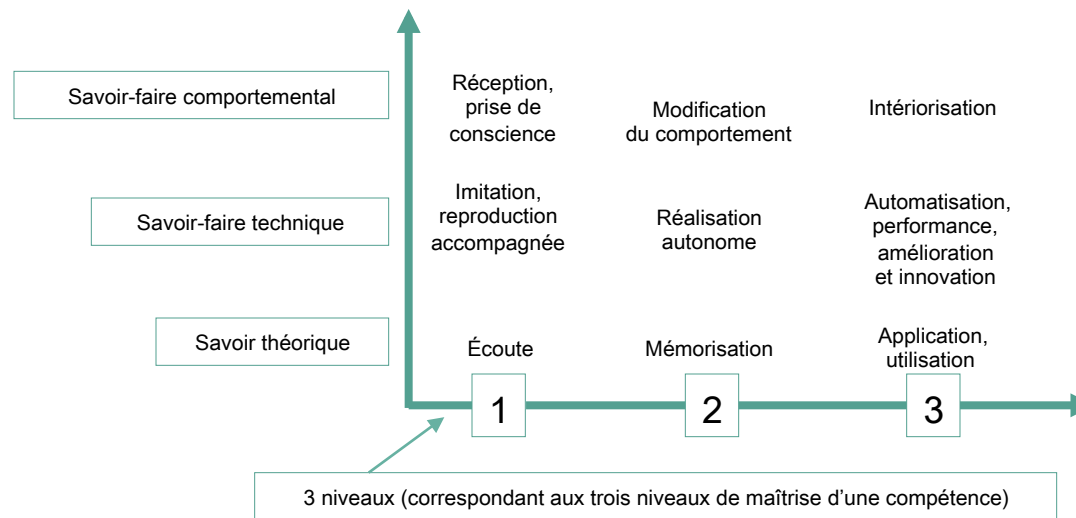 Savoir-faire comportemental
Réception,
prise de
conscience
Modification
du comportement
Intériorisation
Savoir-faire technique
Imitation,
reproduction
accompagnée
Réalisation
autonome
Automatisation,
performance,
amélioration
et innovation
Savoir théorique
Écoute
Mémorisation
Application,
utilisation
1
2
3
3 niveaux (correspondant aux trois niveaux de maîtrise d’une compétence)